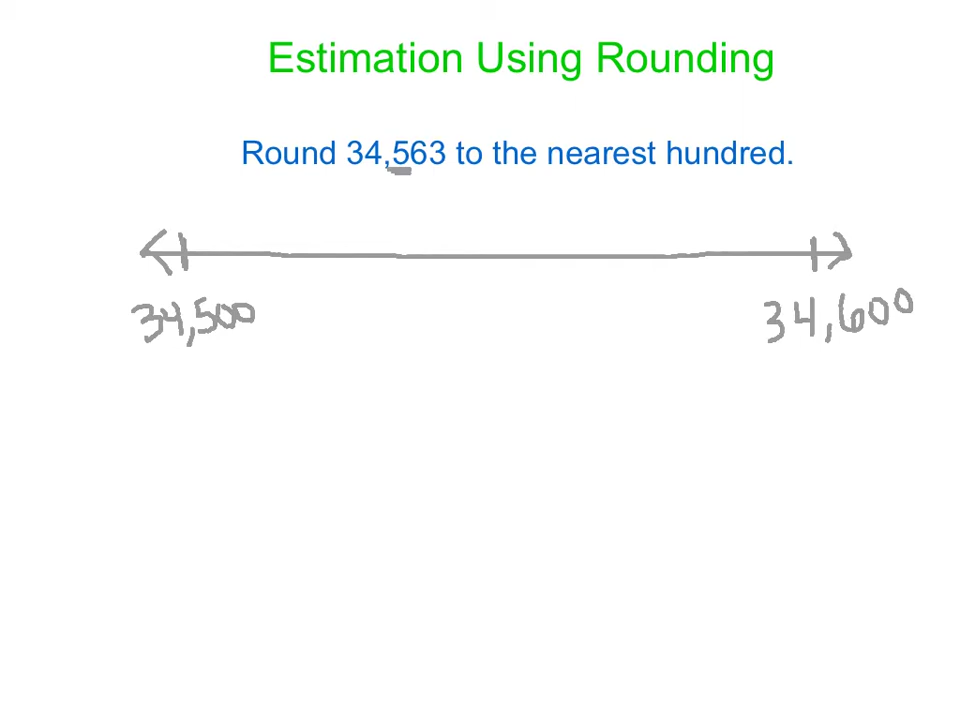 Estimation Using Rounding
Round 34,563 to the nearest hundred.
34,500 34,600